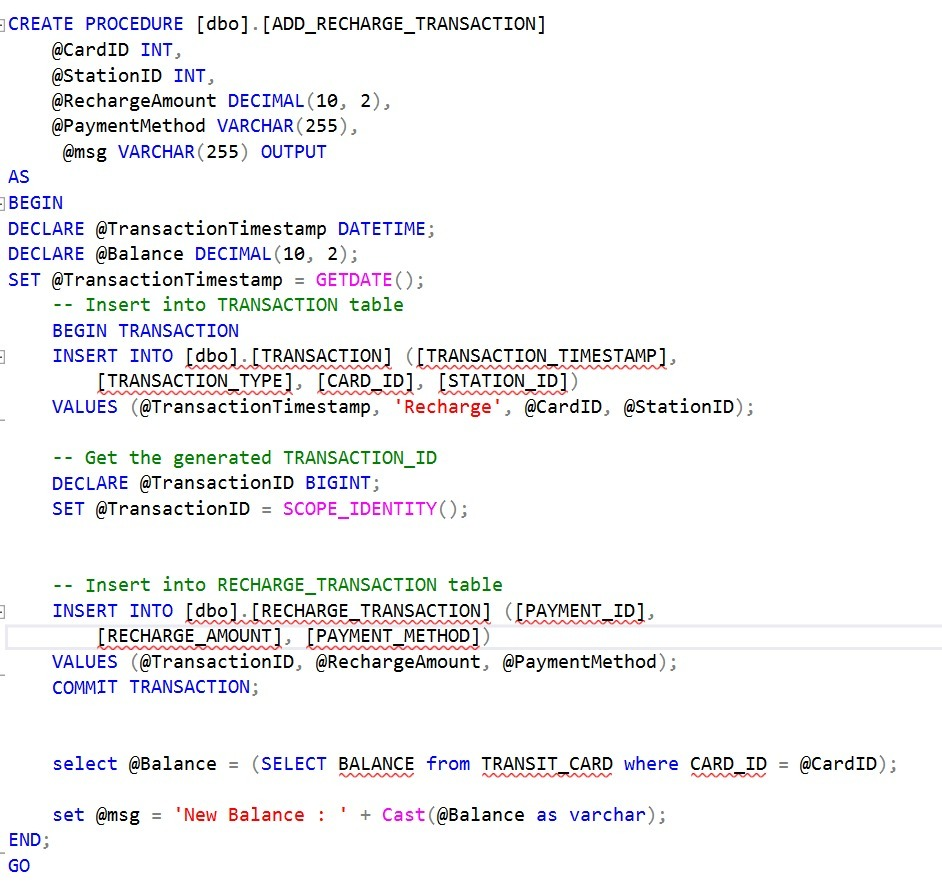 CREATE PROCEDURE [dbo].[ADD_RECHARGE_TRANSACTION]
@CardID INT,
@StationID INT,
@RechargeAmount DECIMAL(10, 2),
@PaymentMethod VARCHAR(255),
@msg VARCHAR(255) OUTPUT
AS
BEGIN
DECLARE @TransactionTimestamp DATETIME;
DECLARE @Balance DECIMAL(10, 2);
SET @TransactionTimestamp = GETDATE();
-- Insert into TRANSACTION table
BEGIN TRANSACTION
INSERT INTO [dbo].[TRANSACTION] ([TRANSACTION_TIMESTAMP],
[TRANSACTION_TYPE], [CARD_ID], [STATION_ID])
VALUES (@TransactionTimestamp, 'Recharge', @CardID, @StationID);
-- Get the generated TRANSACTION_ID
DECLARE @TransactionID BIGINT;
SET @TransactionID = SCOPE_IDENTITY();
-- Insert into RECHARGE_TRANSACTION table
INSERT INTO [dbo].[RECHARGE_TRANSACTION] ([PAYMENT_ID],
[RECHARGE_AMOUNT], [PAYMENT_METHOD])
VALUES (@TransactionID, @RechargeAmount, @PaymentMethod);
COMMIT TRANSACTION;
select @Balance = (SELECT BALANCE from TRANSIT_CARD where CARD_ID = @CardID);
set @msg = 'New Balance : ' + Cast(@Balance as varchar);
END;
GO